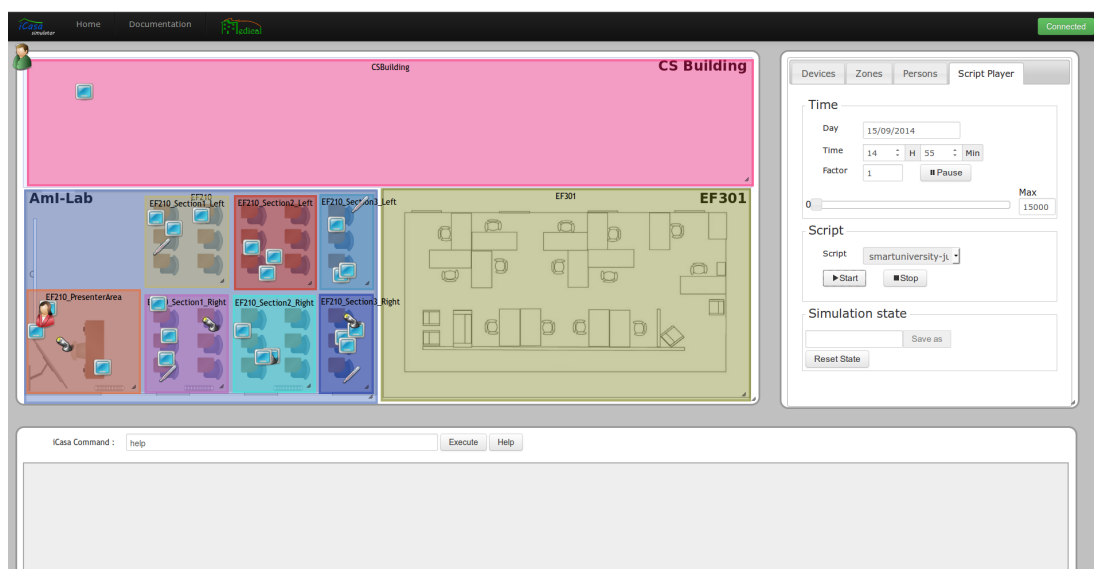 iCasa
simulator
Home
Documentation
Medical
Connected
CSBuilding
CS Building
AmI-Lab
EF210
EF210_Section1_Left
EF210_Section2_Left
EF210_Section3_Left
EF301
EF301
EF210_PresenterArea
EF210_Section1_Right
EF210_Section2_Right
EF210_Section3_Right
Devices
Zones
Persons
Script Player
Time
Day
15/09/2014
Time
14
H
55
Min
Factor
1
Pause
Max
0
15000
Script
Script
smartuniversity-ju
Start
Stop
Simulation state
Save as
Reset State
iCasa Command :
help
Execute
Help